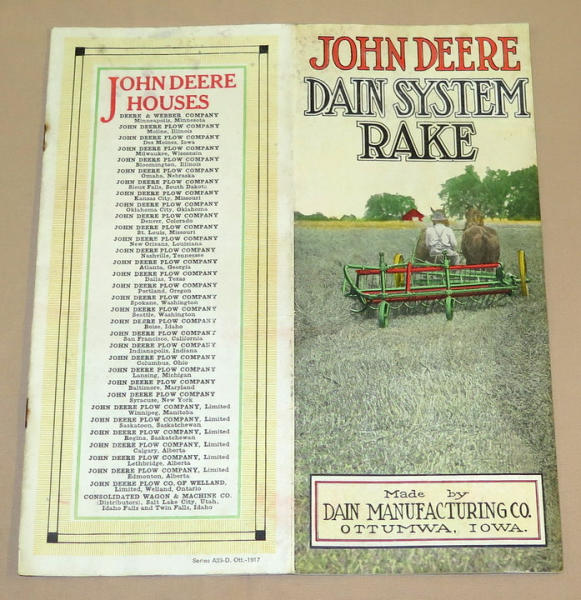 JOHN DEERE
HOUSES
DEERE & WEBBER COMPANY
Minneapolis, Minnesota
JOHN DEERE PLOW COMPANY
Moline, Illinois
JOHN DEERE PLOW COMPANY
Des Moines, Iowa
JOHN DEERE PLOW COMPANY
Milwaukee, Wisconsin
JOHN DEERE PLOW COMPANY
Bloomington, Illinois
JOHN DEERE PLOW COMPANY
Omaha, Nebraska
JOHN DEERE PLOW COMPANY
Sioux Falls, South Dakota
JOHN DEERE PLOW COMPANY
Kansas City, Missouri
JOHN DEERE PLOW COMPANY
Oklahoma City, Oklahoma
JOHN DEERE PLOW COMPANY
Denver, Colorado
JOHN DEERE PLOW COMPANY
St. Louis, Missouri
JOHN DEERE PLOW COMPANY
New Orleans, Louisiana
JOHN DEERE PLOW COMPANY
Nashville, Tennessee
JOHN DEERE PLOW COMPANY
Atlanta, Georgia
JOHN DEERE PLOW COMPANY
Dallas, Texas
JOHN DEERE PLOW COMPANY
Portland, Oregon
JOHN DEERE PLOW COMPANY
Spokane, Washington
JOHN DEERE PLOW COMPANY
Seattle, Washington
JOHN DEERE PLOW COMPANY
Boise, Idaho
JOHN DEERE PLOW COMPANY
San Francisco, California
JOHN DEERE PLOW COMPANY
Indianapolis, Indiana
JOHN DEERE PLOW COMPANY
Columbus, Ohio
JOHN DEERE PLOW COMPANY
Lansing, Michigan
JOHN DEERE PLOW COMPANY
Baltimore, Maryland
JOHN DEERE PLOW COMPANY
Syracuse, New York
JOHN DEERE PLOW COMPANY, Limited
Winnipeg, Manitoba
JOHN DEERE PLOW COMPANY, Limited
Saskatoon, Saskatchewan
JOHN DEERE PLOW COMPANY, Limited
Regina, Saskatchewan
JOHN DEERE PLOW COMPANY, Limited
Calgary, Alberta
JOHN DEERE PLOW COMPANY, Limited
Lethbridge, Alberta
JOHN DEERE PLOW COMPANY, Limited
Edmonton, Alberta
JOHN DEERE PLOW CO. OF WELLAND,
Limited, Welland, Ontario
CONSOLIDATED WAGON & MACHINE CO.
(Distributors), Salt Lake City, Utah,
Idaho Falls and Twin Falls, Idaho
Series A39-D. Ott.-1917
JOHN DEERE
DAIN SYSTEM
RAKE
Made by
DAIN MANUFACTURING CO.
OTTUMWA, IOWA.